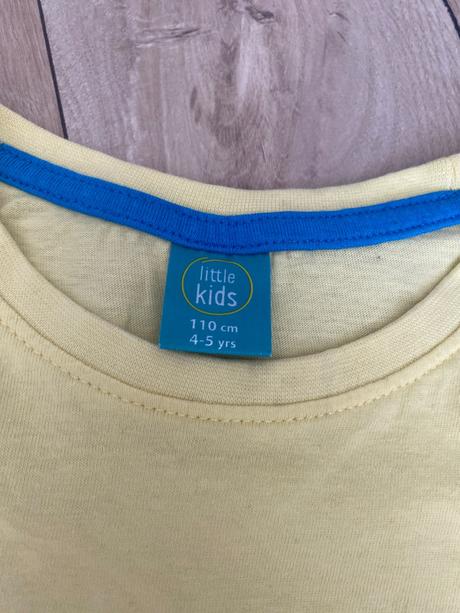 little
kids
110 cm
4-5 yrs